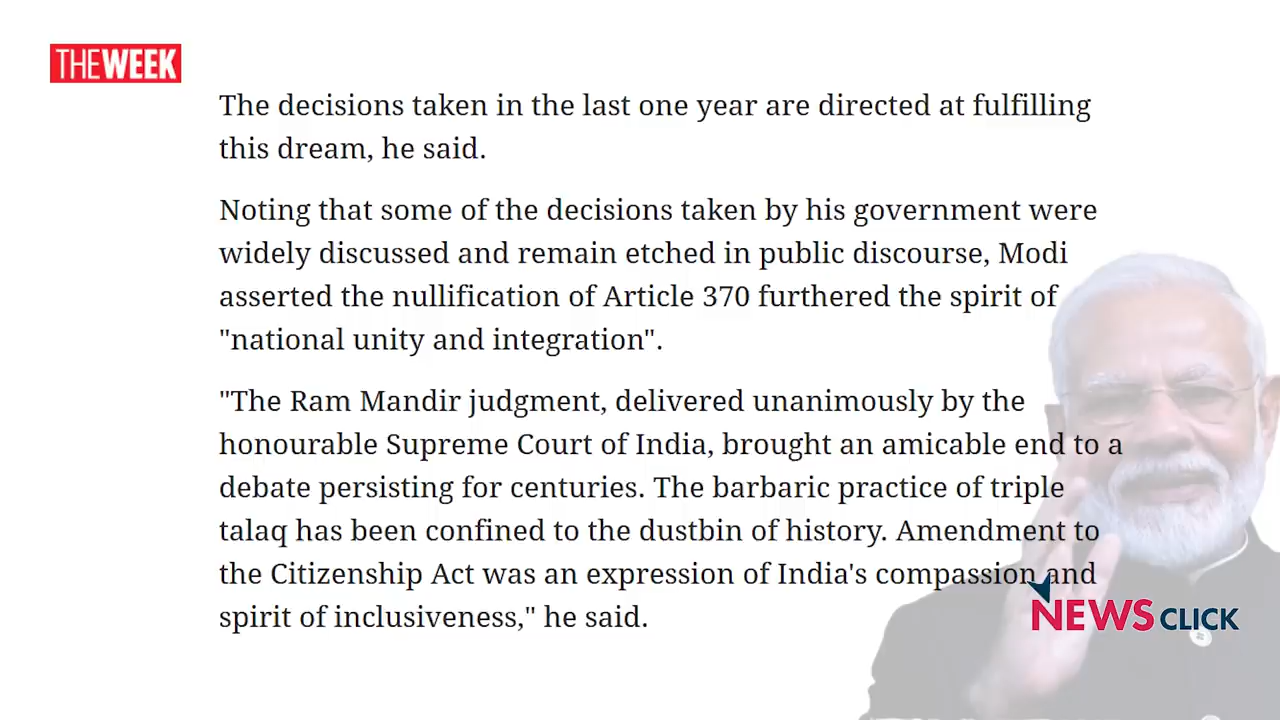 THE WEEK
The decisions taken in the last one year are directed at fulfilling
this dream, he said.
Noting that some of the decisions taken by his government were
widely discussed and remain etched in public discourse, Modi
asserted the nullification of Article 370 furthered the spirit of
"national unity and integration".
"The Ram Mandir judgment, delivered unanimously by the
honourable Supreme Court of India, brought an amicable end to a
debate persisting for centuries. The barbaric practice of triple
talaq has been confined to the dustbin of history. Amendment to
the Citizenship Act was an expression of India's compassion and
spirit of inclusiveness," he said.
NEWSCLICK